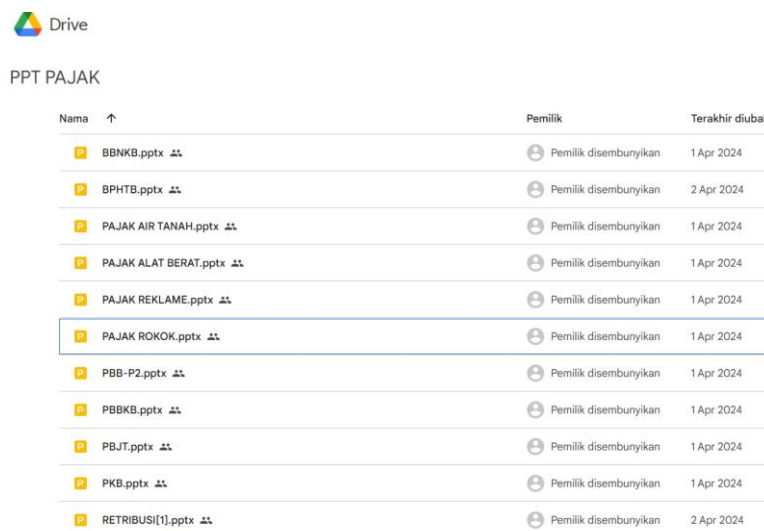 Drive
PPT PAJAK
Nama Pemilik Terakhir diubah
BBNKB.pptx Pemilik disembunyikan 1 Apr 2024
BPHTB.pptx Pemilik disembunyikan 2 Apr 2024
PAJAK AIR TANAH.pptx Pemilik disembunyikan 1 Apr 2024
PAJAK ALAT BERAT.pptx Pemilik disembunyikan 1 Apr 2024
PAJAK REKLAME.pptx Pemilik disembunyikan 1 Apr 2024
PAJAK ROKOK.pptx Pemilik disembunyikan 1 Apr 2024
PBB-P2.pptx Pemilik disembunyikan 1 Apr 2024
PBBKB.pptx Pemilik disembunyikan 1 Apr 2024
PBJT.pptx Pemilik disembunyikan 1 Apr 2024
PKB.pptx Pemilik disembunyikan 1 Apr 2024
RETRIBUSI[1].pptx Pemilik disembunyikan 2 Apr 2024